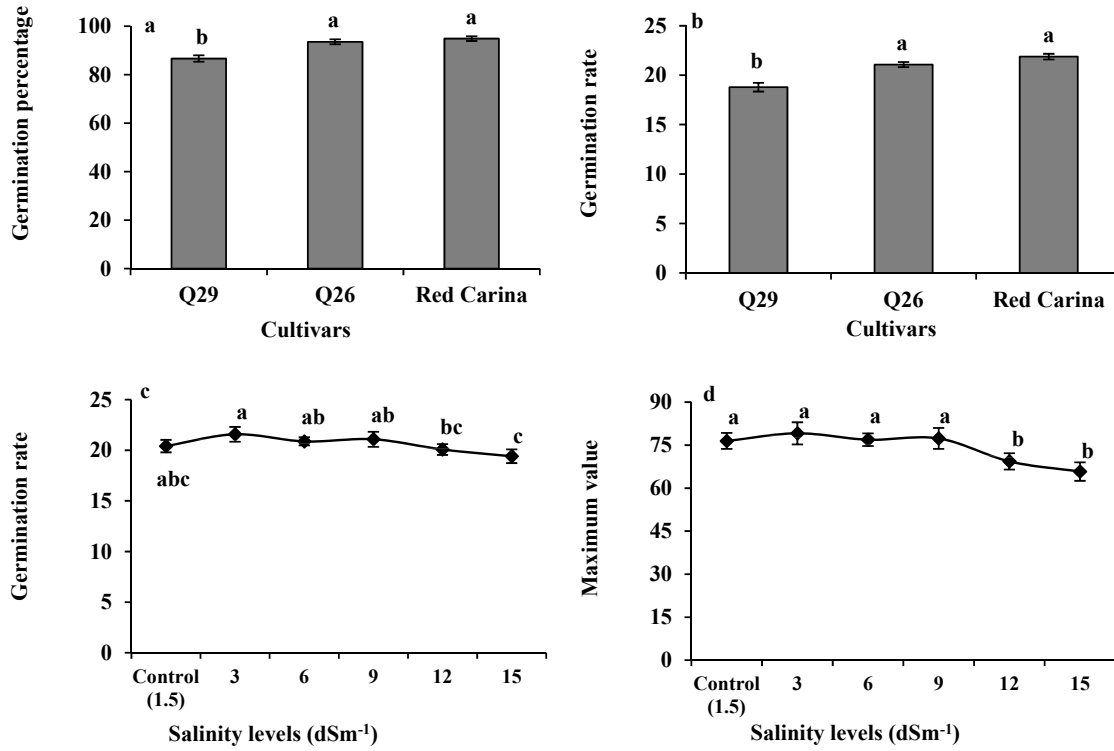 a
Germination percentage
100
80
60
40
20
0
b
a
a
Q29
Q26
Red Carina
Cultivars
b
Germination rate
25
20
15
10
5
0
b
a
a
Q29
Q26
Red Carina
Cultivars
c
Germination rate
25
20
15
10
5
0
abc
a
ab
ab
bc
c
Control (1.5)
3
6
9
12
15
Salinity levels (dSm⁻¹)
d
Maximum value
90
75
60
45
30
15
0
a
a
a
a
b
b
Control (1.5)
3
6
9
12
15
Salinity levels (dSm⁻¹)